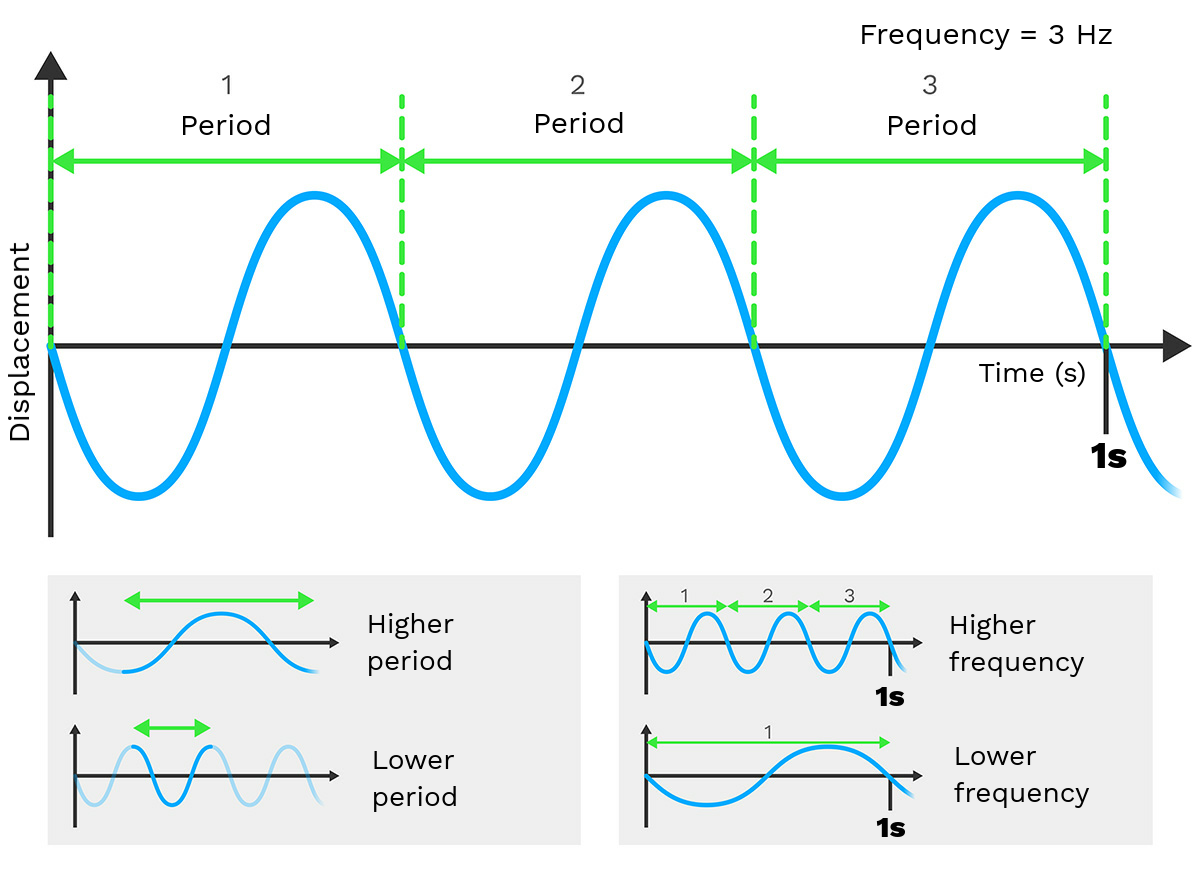 Frequency = 3 Hz
1
2
3
Period
Period
Period
Displacement
Time (s)
1s
Higher
period
Lower
period
1
2
3
Higher
frequency
1s
1
Lower
frequency
1s